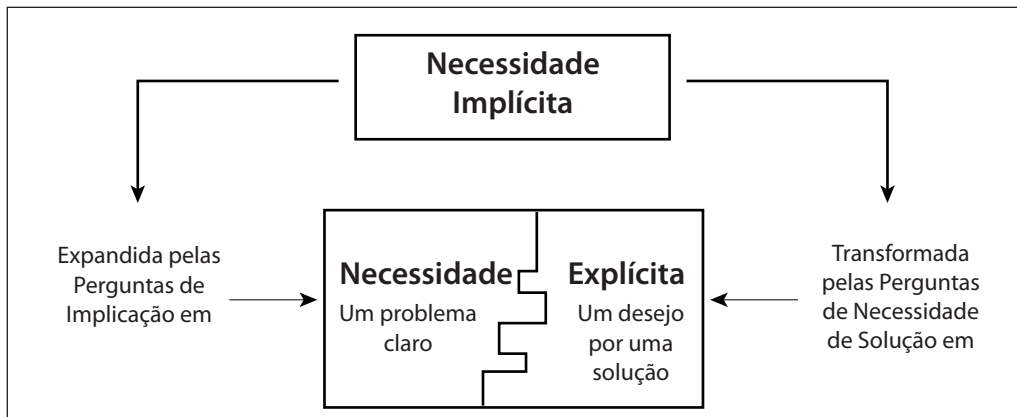 Necessidade
Implícita
Expandida pelas
Perguntas de
Implicação em
Necessidade
Um problema
claro
Explícita
Um desejo
por uma
solução
Transformada
pelas Perguntas
de Necessidade
de Solução em